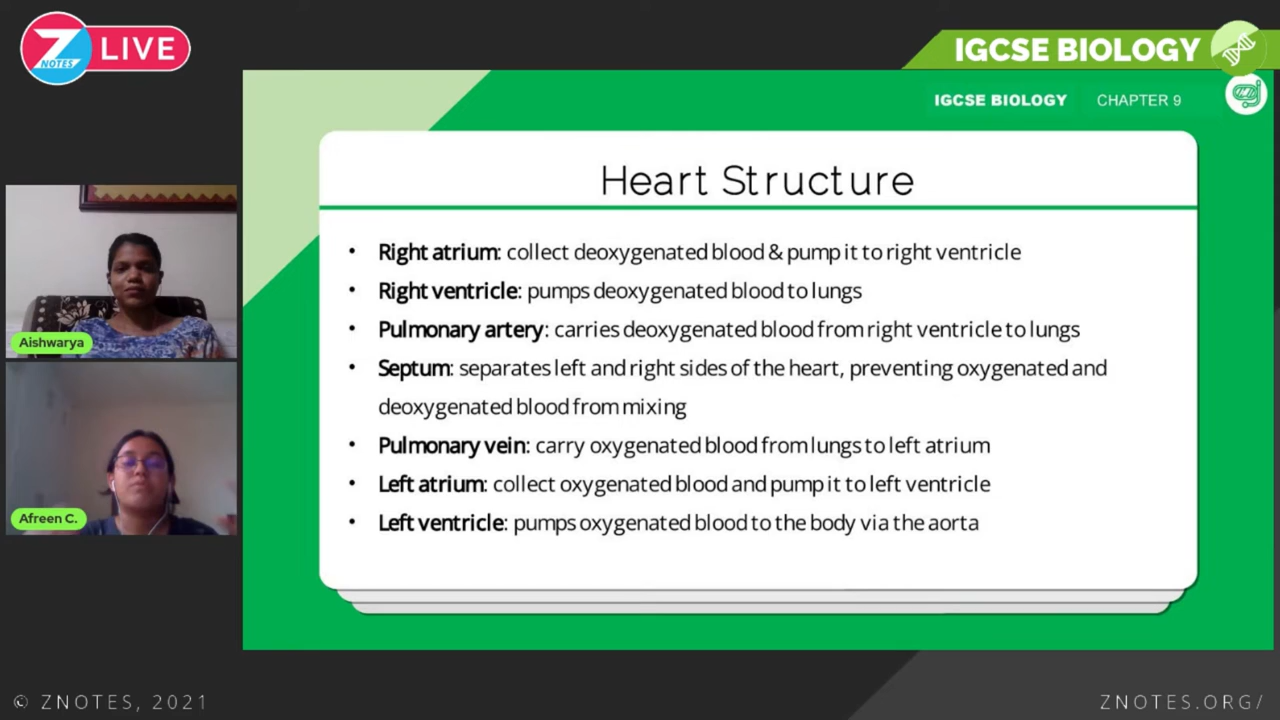 Z NOTES LIVE
IGCSE BIOLOGY
IGCSE BIOLOGY CHAPTER 9
Heart Structure
• Right atrium: collect deoxygenated blood & pump it to right ventricle
• Right ventricle: pumps deoxygenated blood to lungs
• Pulmonary artery: carries deoxygenated blood from right ventricle to lungs
• Septum: separates left and right sides of the heart, preventing oxygenated and
deoxygenated blood from mixing
• Pulmonary vein: carry oxygenated blood from lungs to left atrium
• Left atrium: collect oxygenated blood and pump it to left ventricle
• Left ventricle: pumps oxygenated blood to the body via the aorta
Aishwarya
Afreen C.
© ZNOTES, 2021
ZNOTES.ORG/